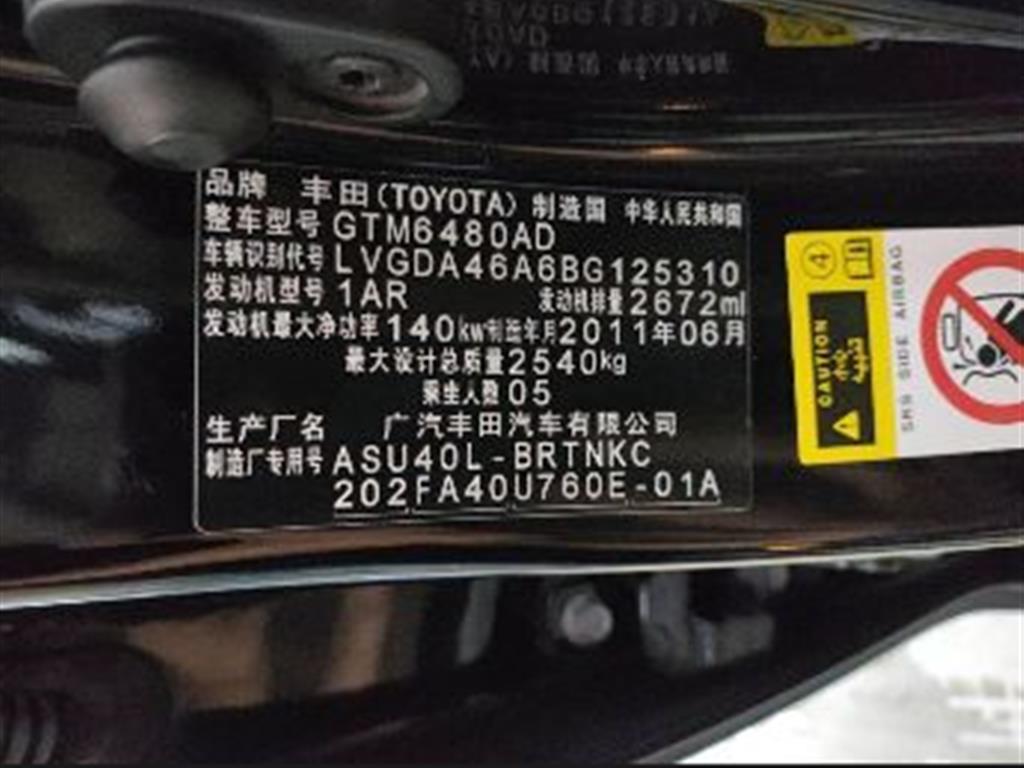 品牌 丰田(TOYOTA) 制造国 中华人民共和国
整车型号 GTM6480AD
车辆识别代号 LVGDA46A6BG125310
发动机型号 1AR 发动机排量 2672ml
发动机最大净功率 140kw 制造年月 2011年06月
最大设计总质量 2540kg
乘坐人数 05
生产厂名 广汽丰田汽车有限公司
制造厂专用号 ASU40L-BRTNKC
202FA40U760E-01A
4
CAUTION
SRS SIDE AIRBAG